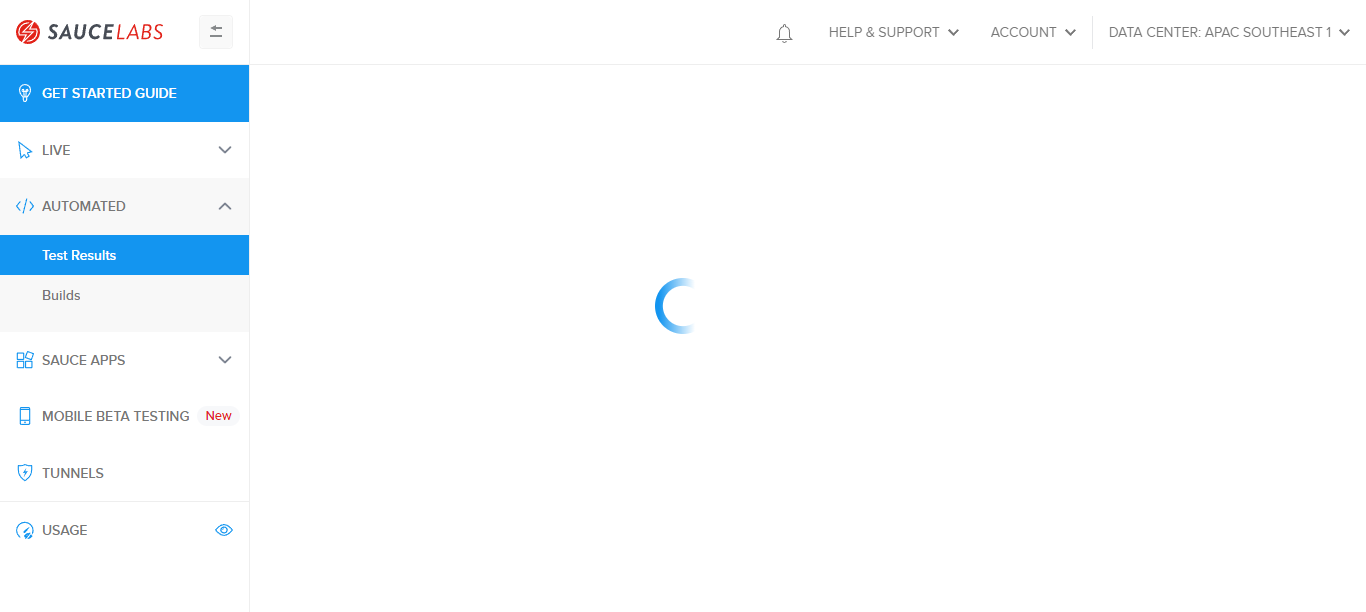 SAUCELABS
HELP & SUPPORT
ACCOUNT
DATA CENTER: APAC SOUTHEAST 1
GET STARTED GUIDE
LIVE
AUTOMATED
Test Results
Builds
SAUCE APPS
MOBILE BETA TESTING New
TUNNELS
USAGE